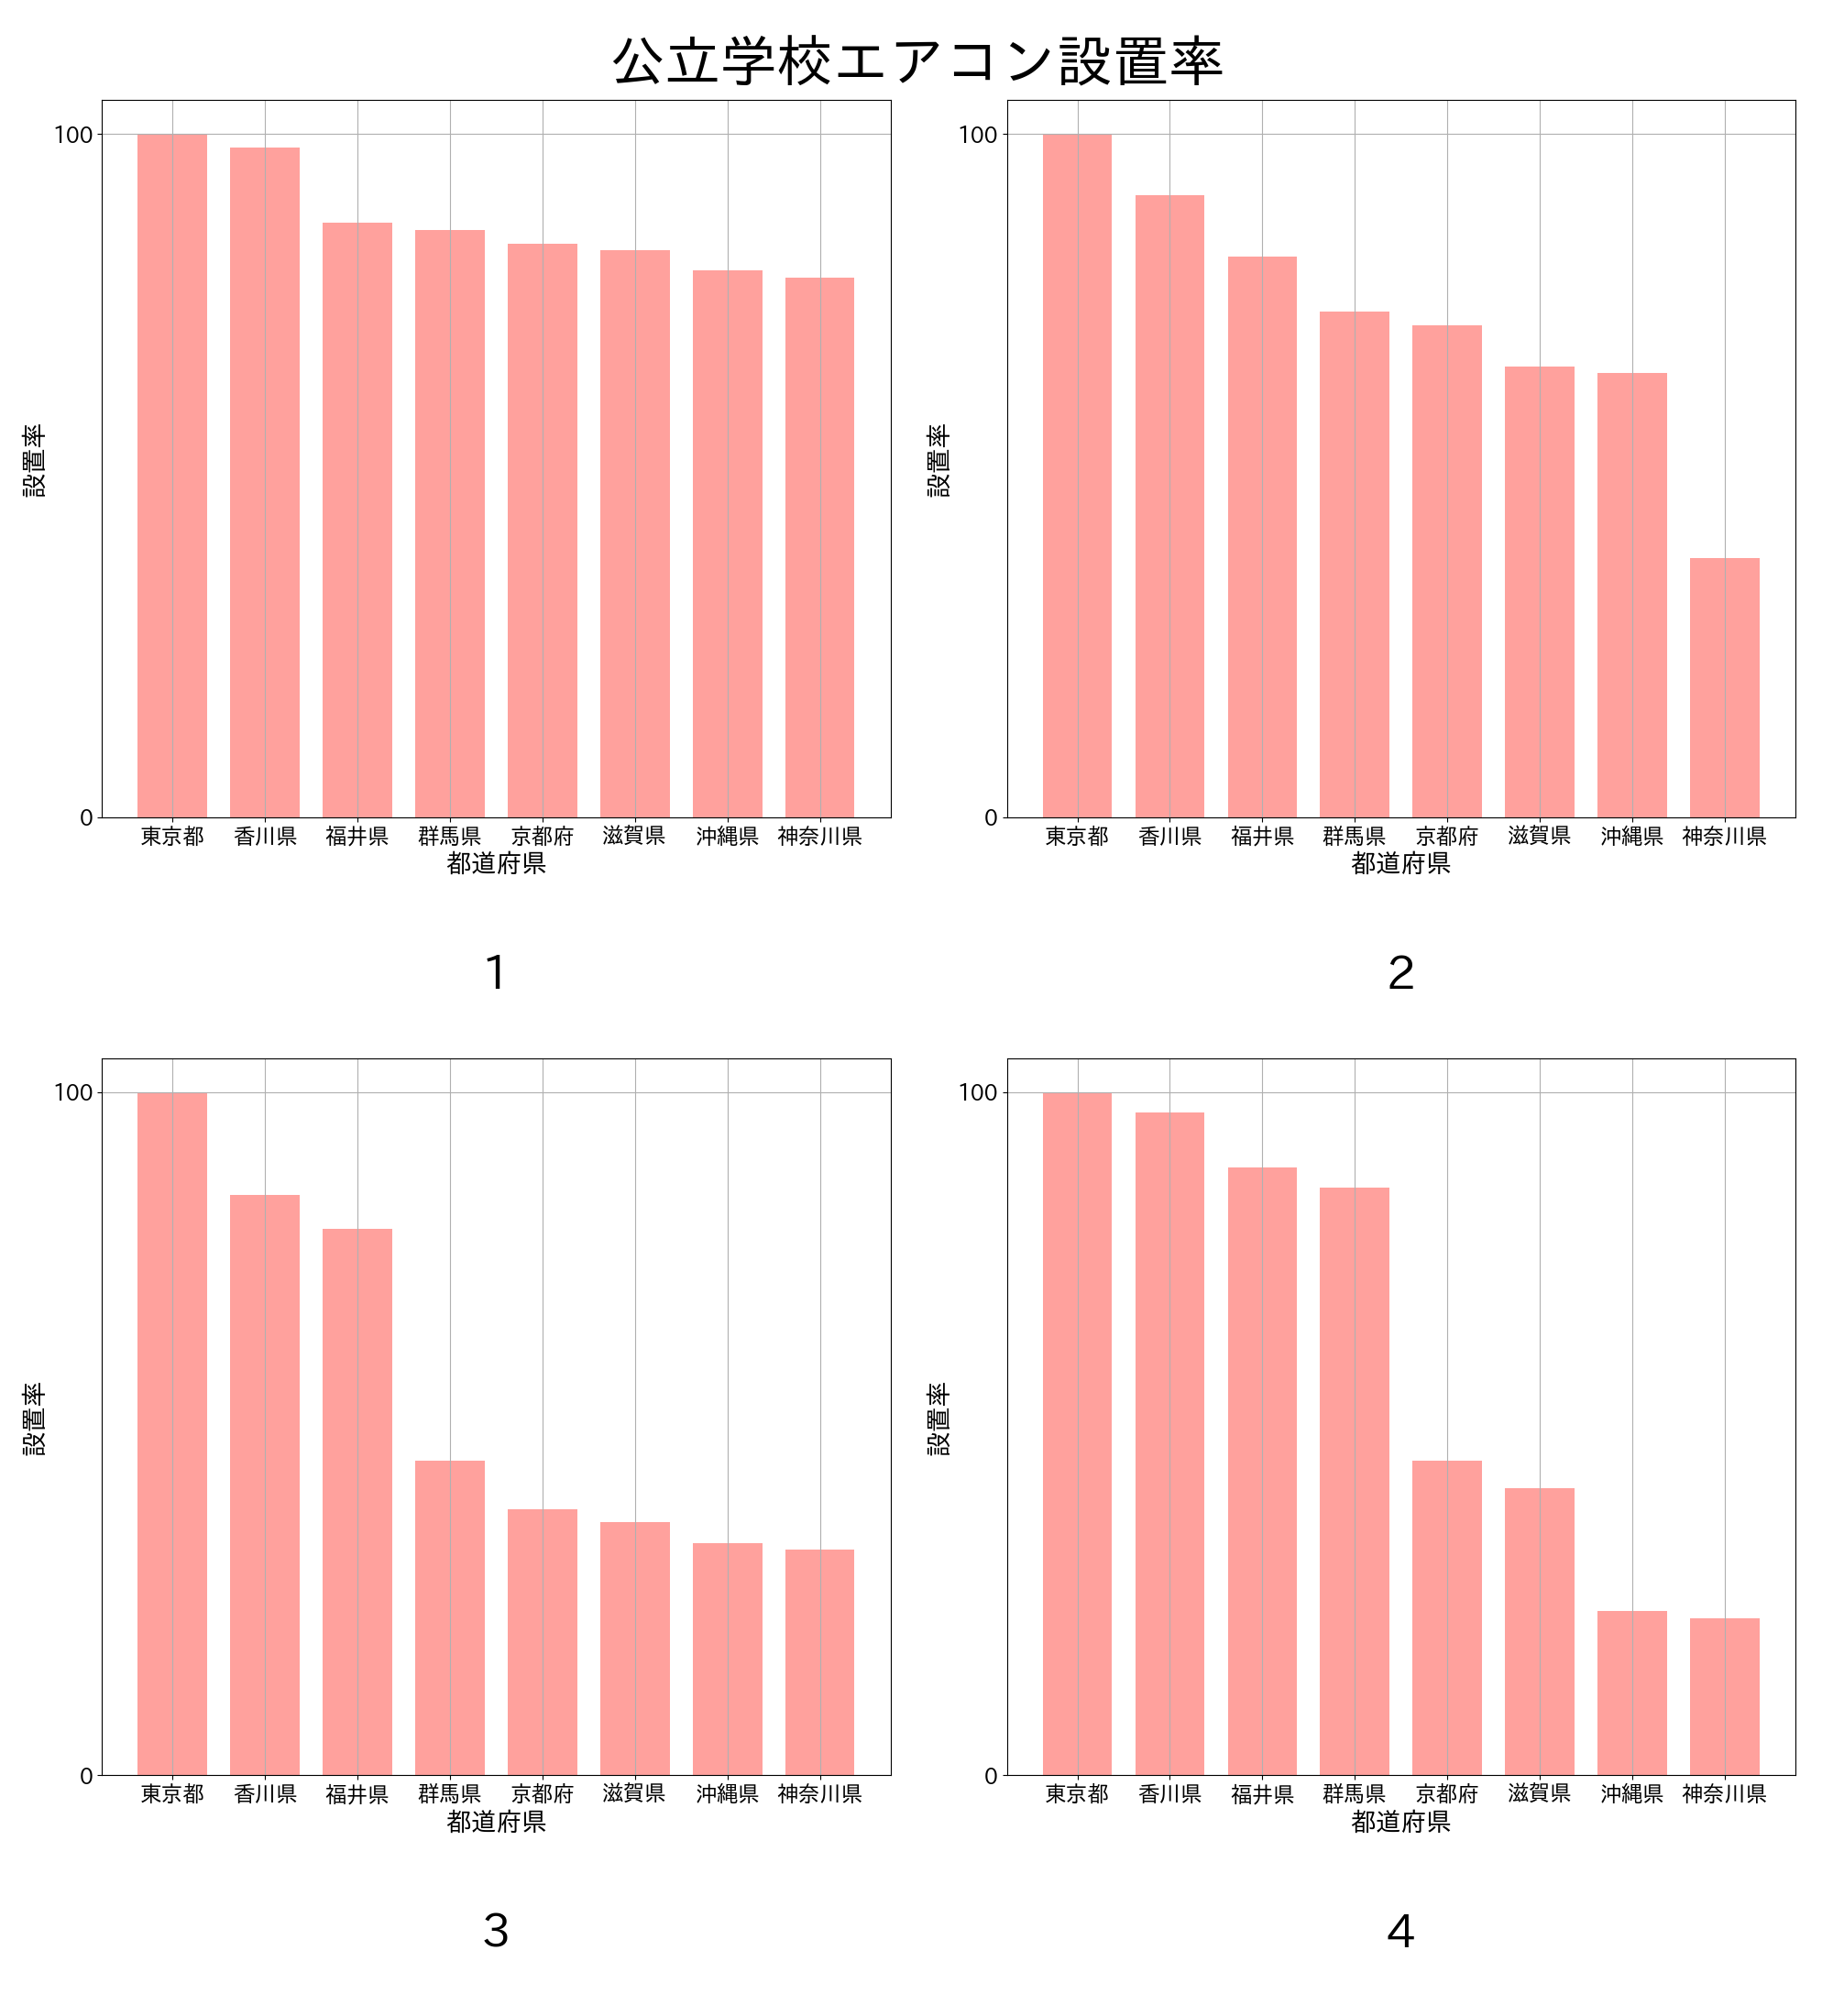 公立学校エアコン設置率
100
設置率
0
東京都 香川県 福井県 群馬県 京都府 滋賀県 沖縄県 神奈川県
都道府県
1
100
設置率
0
東京都 香川県 福井県 群馬県 京都府 滋賀県 沖縄県 神奈川県
都道府県
2
100
設置率
0
東京都 香川県 福井県 群馬県 京都府 滋賀県 沖縄県 神奈川県
都道府県
3
100
設置率
0
東京都 香川県 福井県 群馬県 京都府 滋賀県 沖縄県 神奈川県
都道府県
4